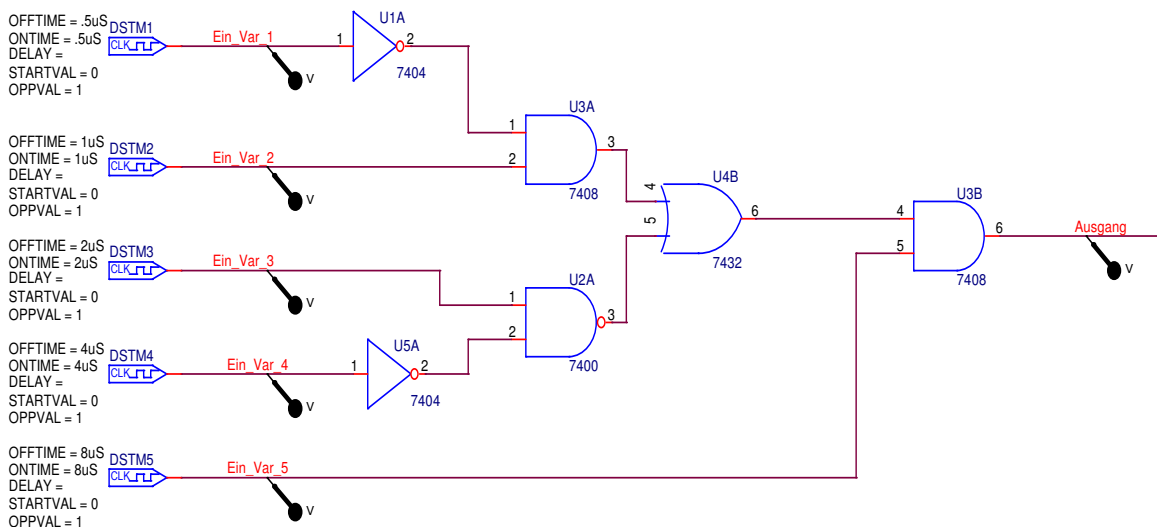 OFFTIME = .5uS
ONTIME = .5uS
DELAY =
STARTVAL = 0
OPPVAL = 1
DSTM1
CLK
Ein_Var_1
V
1
U1A
2
7404
OFFTIME = 1uS
ONTIME = 1uS
DELAY =
STARTVAL = 0
OPPVAL = 1
DSTM2
CLK
Ein_Var_2
V
U3A
1
2
3
7408
OFFTIME = 2uS
ONTIME = 2uS
DELAY =
STARTVAL = 0
OPPVAL = 1
DSTM3
CLK
Ein_Var_3
V
U2A
1
2
3
7400
U4B
4
5
6
7432
U3B
4
5
6
7408
Ausgang
V
OFFTIME = 4uS
ONTIME = 4uS
DELAY =
STARTVAL = 0
OPPVAL = 1
DSTM4
CLK
Ein_Var_4
V
1
U5A
2
7404
OFFTIME = 8uS
ONTIME = 8uS
DELAY =
STARTVAL = 0
OPPVAL = 1
DSTM5
CLK
Ein_Var_5
V